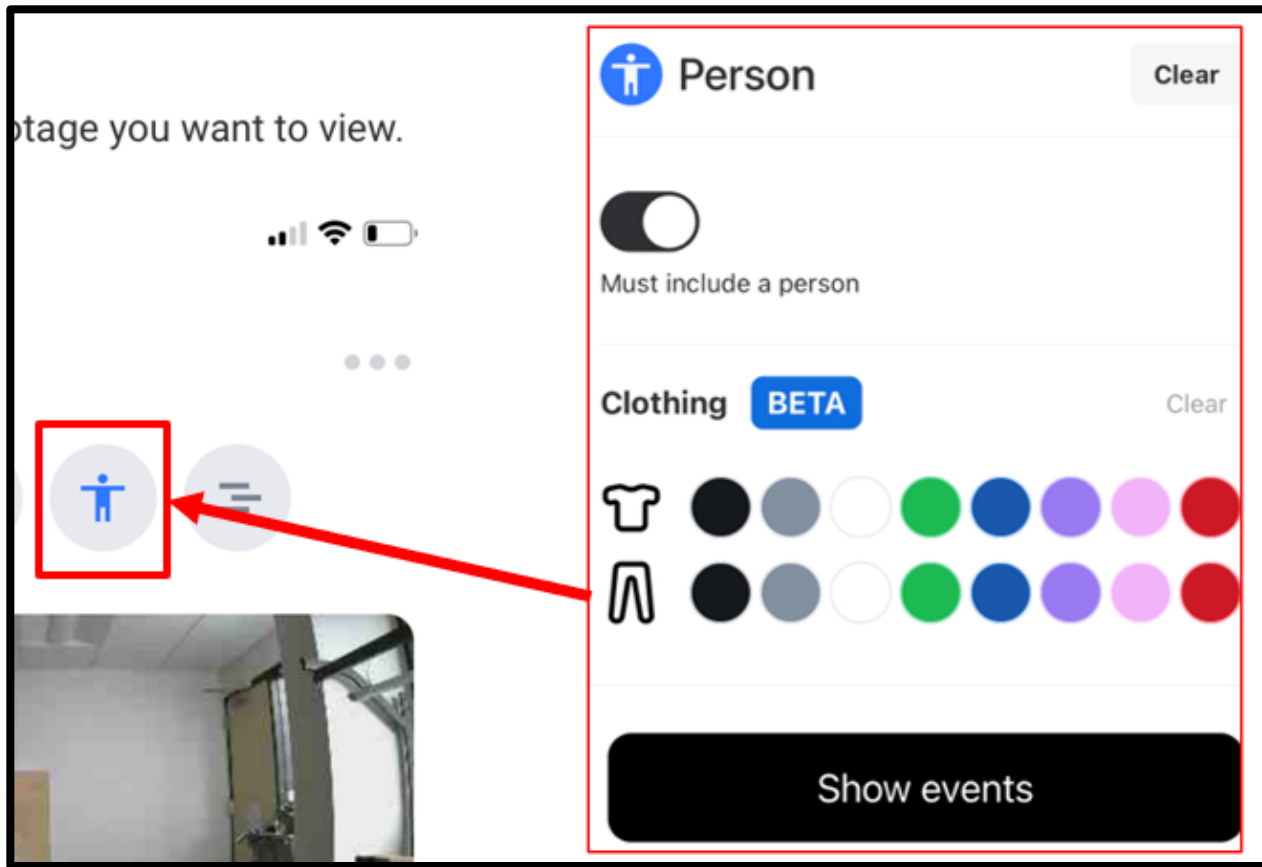 otage you want to view.
Person
Clear
Must include a person
Clothing BETA
Clear
Show events